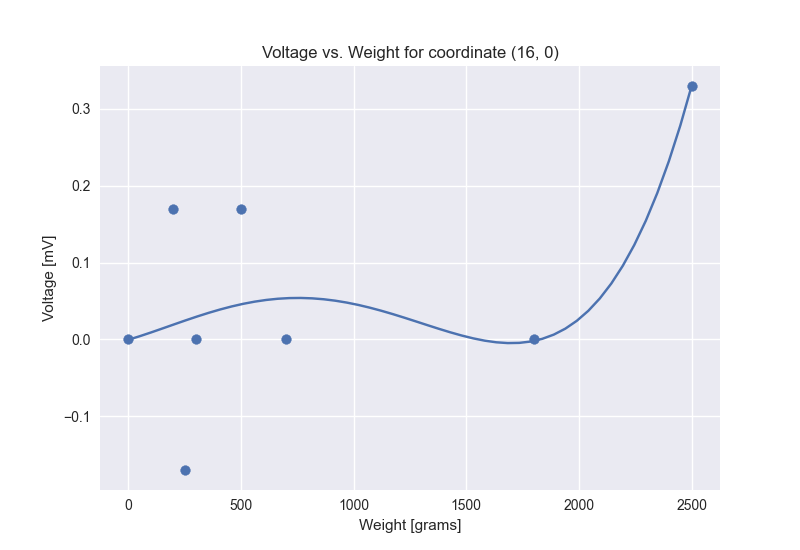 Voltage vs. Weight for coordinate (16, 0)
Voltage [mV]
0.3
0.2
0.1
0.0
−0.1
0 500 1000 1500 2000 2500
Weight [grams]